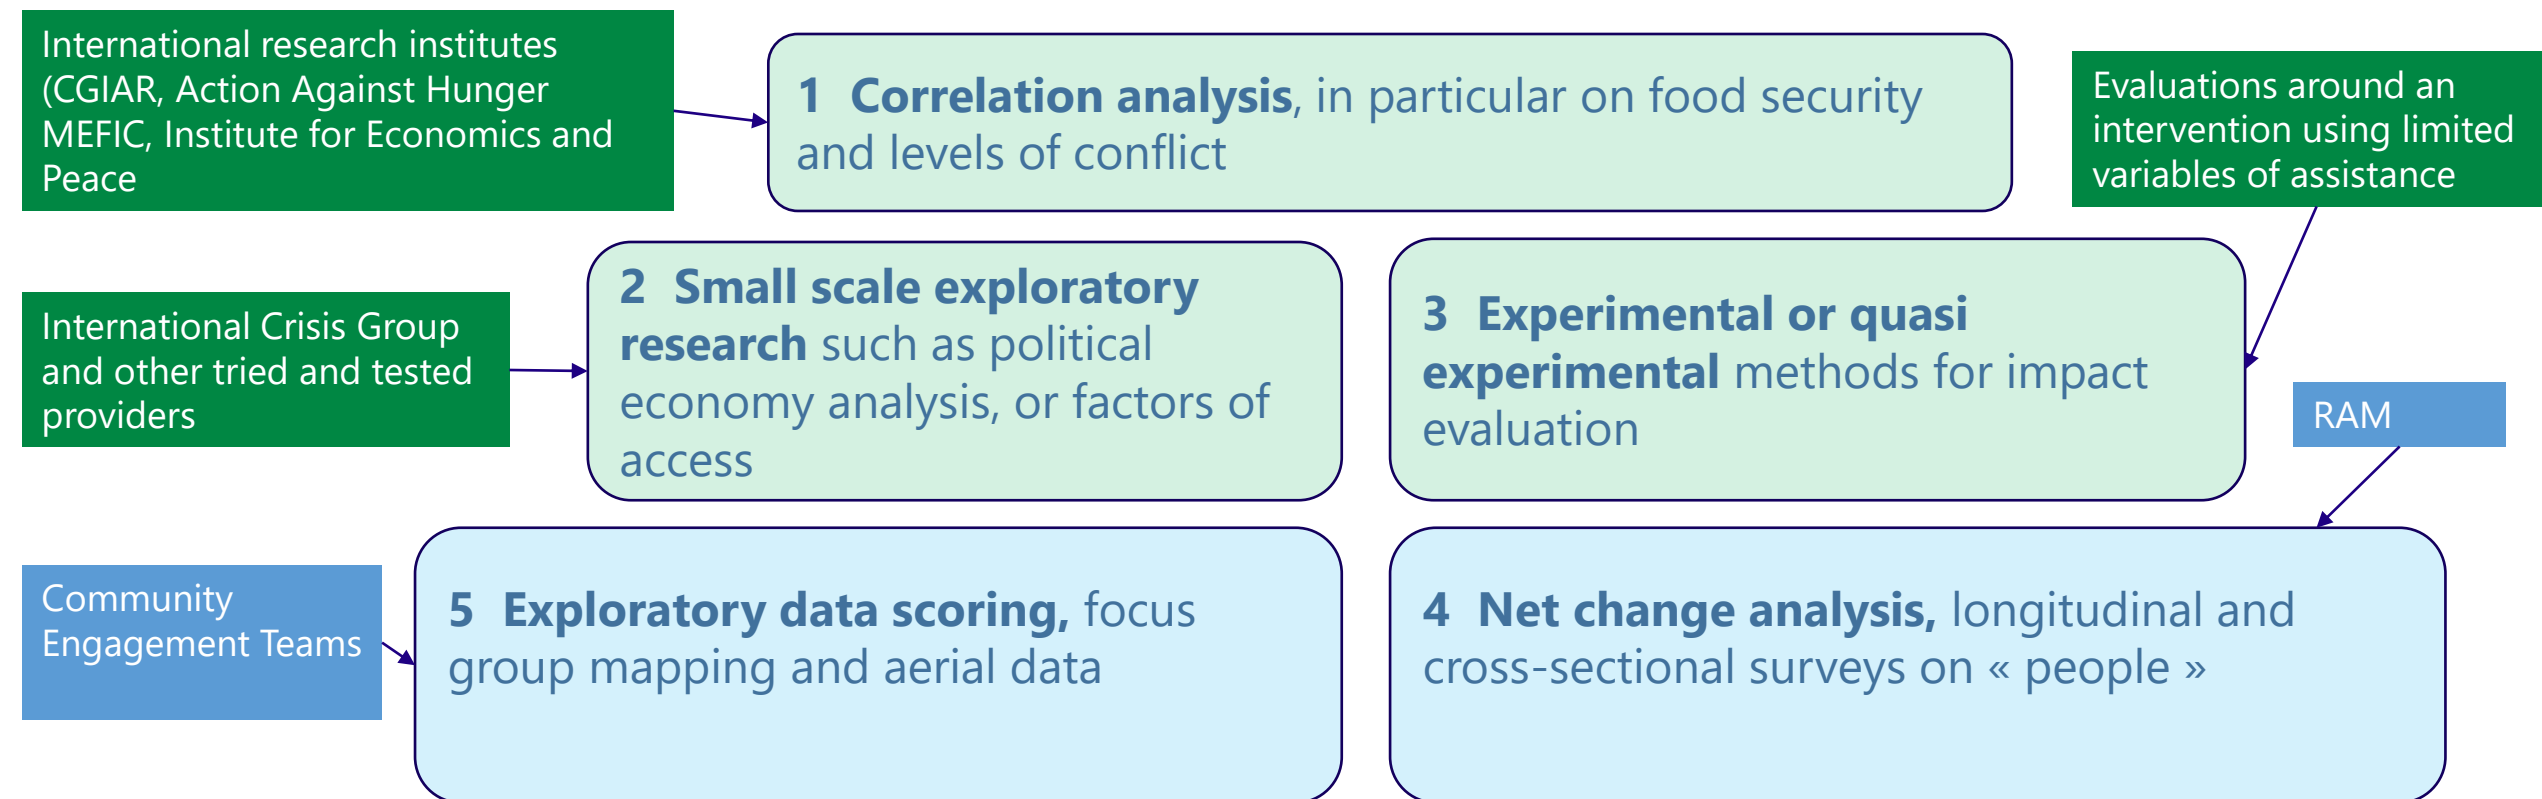 International research institutes
(CGIAR, Action Against Hunger
MEFIC, Institute for Economics and
Peace
1 Correlation analysis, in particular on food security
and levels of conflict
Evaluations around an
intervention using limited
variables of assistance
International Crisis Group
and other tried and tested
providers
2 Small scale exploratory
research such as political
economy analysis, or factors of
access
3 Experimental or quasi
experimental methods for impact
evaluation
RAM
Community
Engagement Teams
5 Exploratory data scoring, focus
group mapping and aerial data
4 Net change analysis, longitudinal and
cross-sectional surveys on « people »